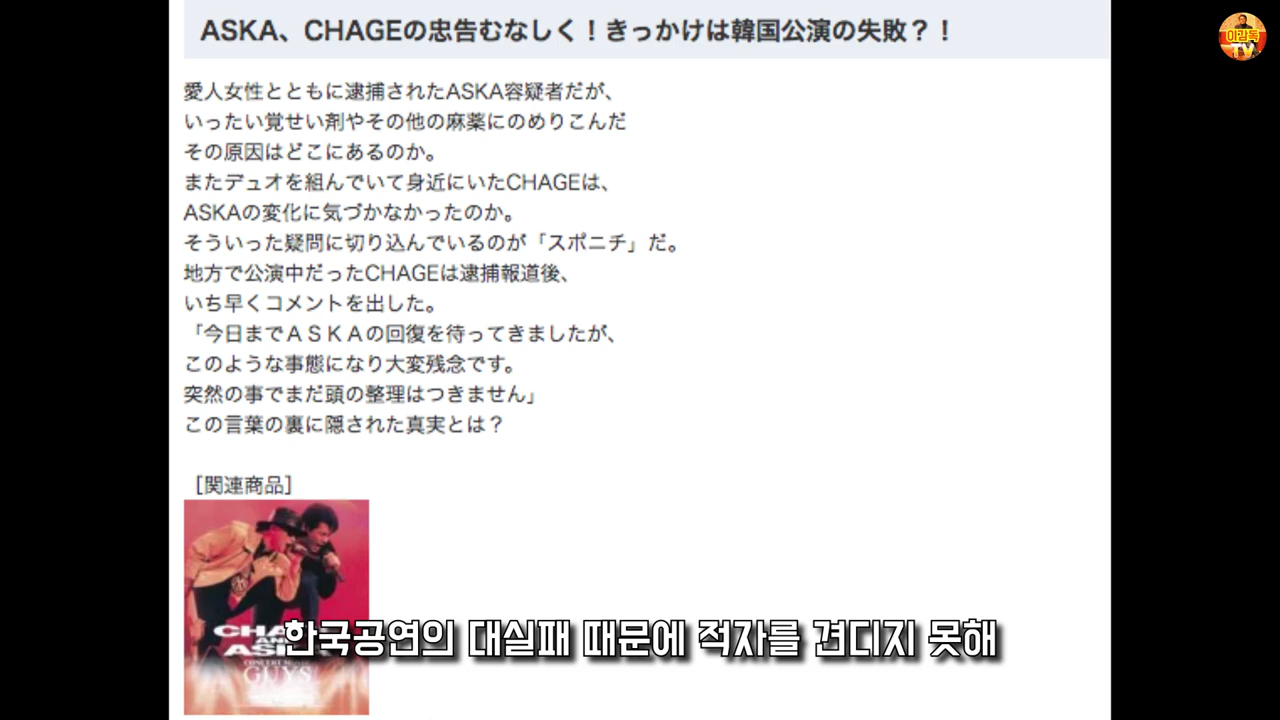 ASKA、CHAGEの忠告むなしく！きっかけは韓国公演の失敗？！
이감독
TV
愛人女性とともに逮捕されたASKA容疑者だが、
いったい覚せい剤やその他の麻薬にのめりこんだ
その原因はどこにあるのか。
またデュオを組んでいて身近にいたCHAGEは、
ASKAの変化に気づかなかったのか。
そういった疑問に切り込んでいるのが「スポニチ」だ。
地方で公演中だったCHAGEは逮捕報道後、
いち早くコメントを出した。
「今日までＡＳＫＡの回復を待ってきましたが、
このような事態になり大変残念です。
突然の事でまだ頭の整理はつきません」
この言葉の裏に隠された真実とは？
［関連商品］
CONCERT MOVIE
GUYS
한국공연의 대실패 때문에 적자를 견디지 못해